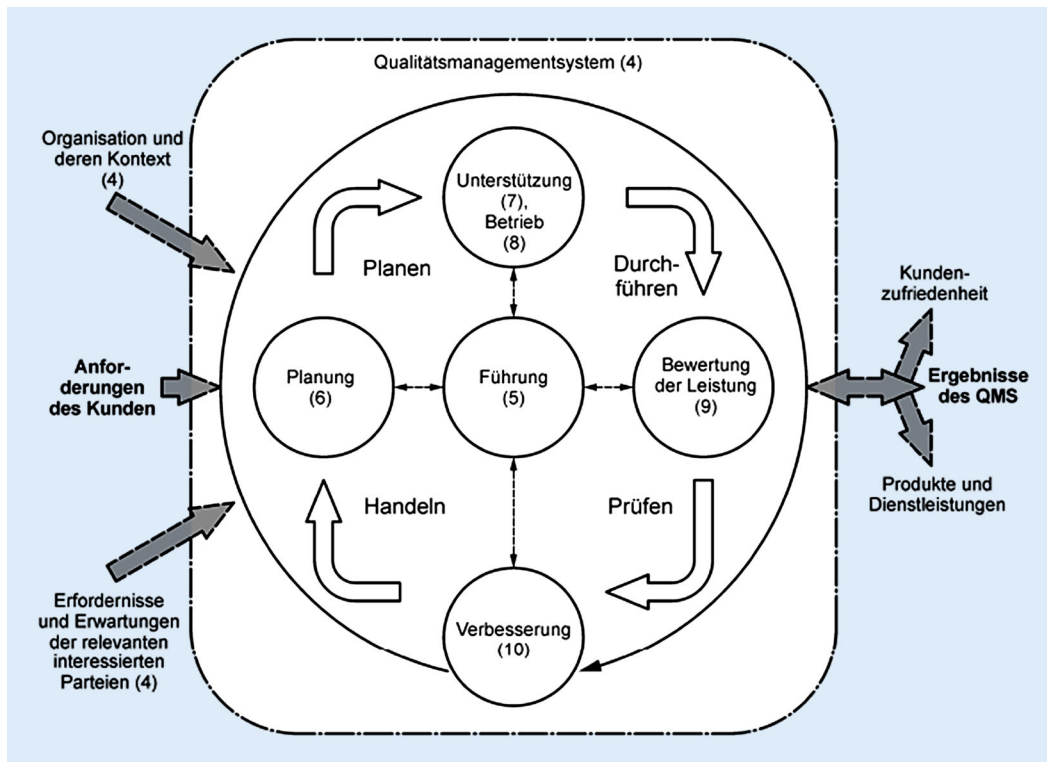 Qualitätsmanagementsystem (4)
Organisation und
deren Kontext
(4)
Unterstützung
(7),
Betrieb
(8)
Planen
Durch-
führen
Kunden-
zufriedenheit
Anfor-
derungen
des Kunden
Planung
(6)
Führung
(5)
Bewertung
der Leistung
(9)
Ergebnisse
des QMS
Handeln
Prüfen
Produkte und
Dienstleistungen
Erfordernisse
und Erwartungen
der relevanten
interessierten
Parteien (4)
Verbesserung
(10)